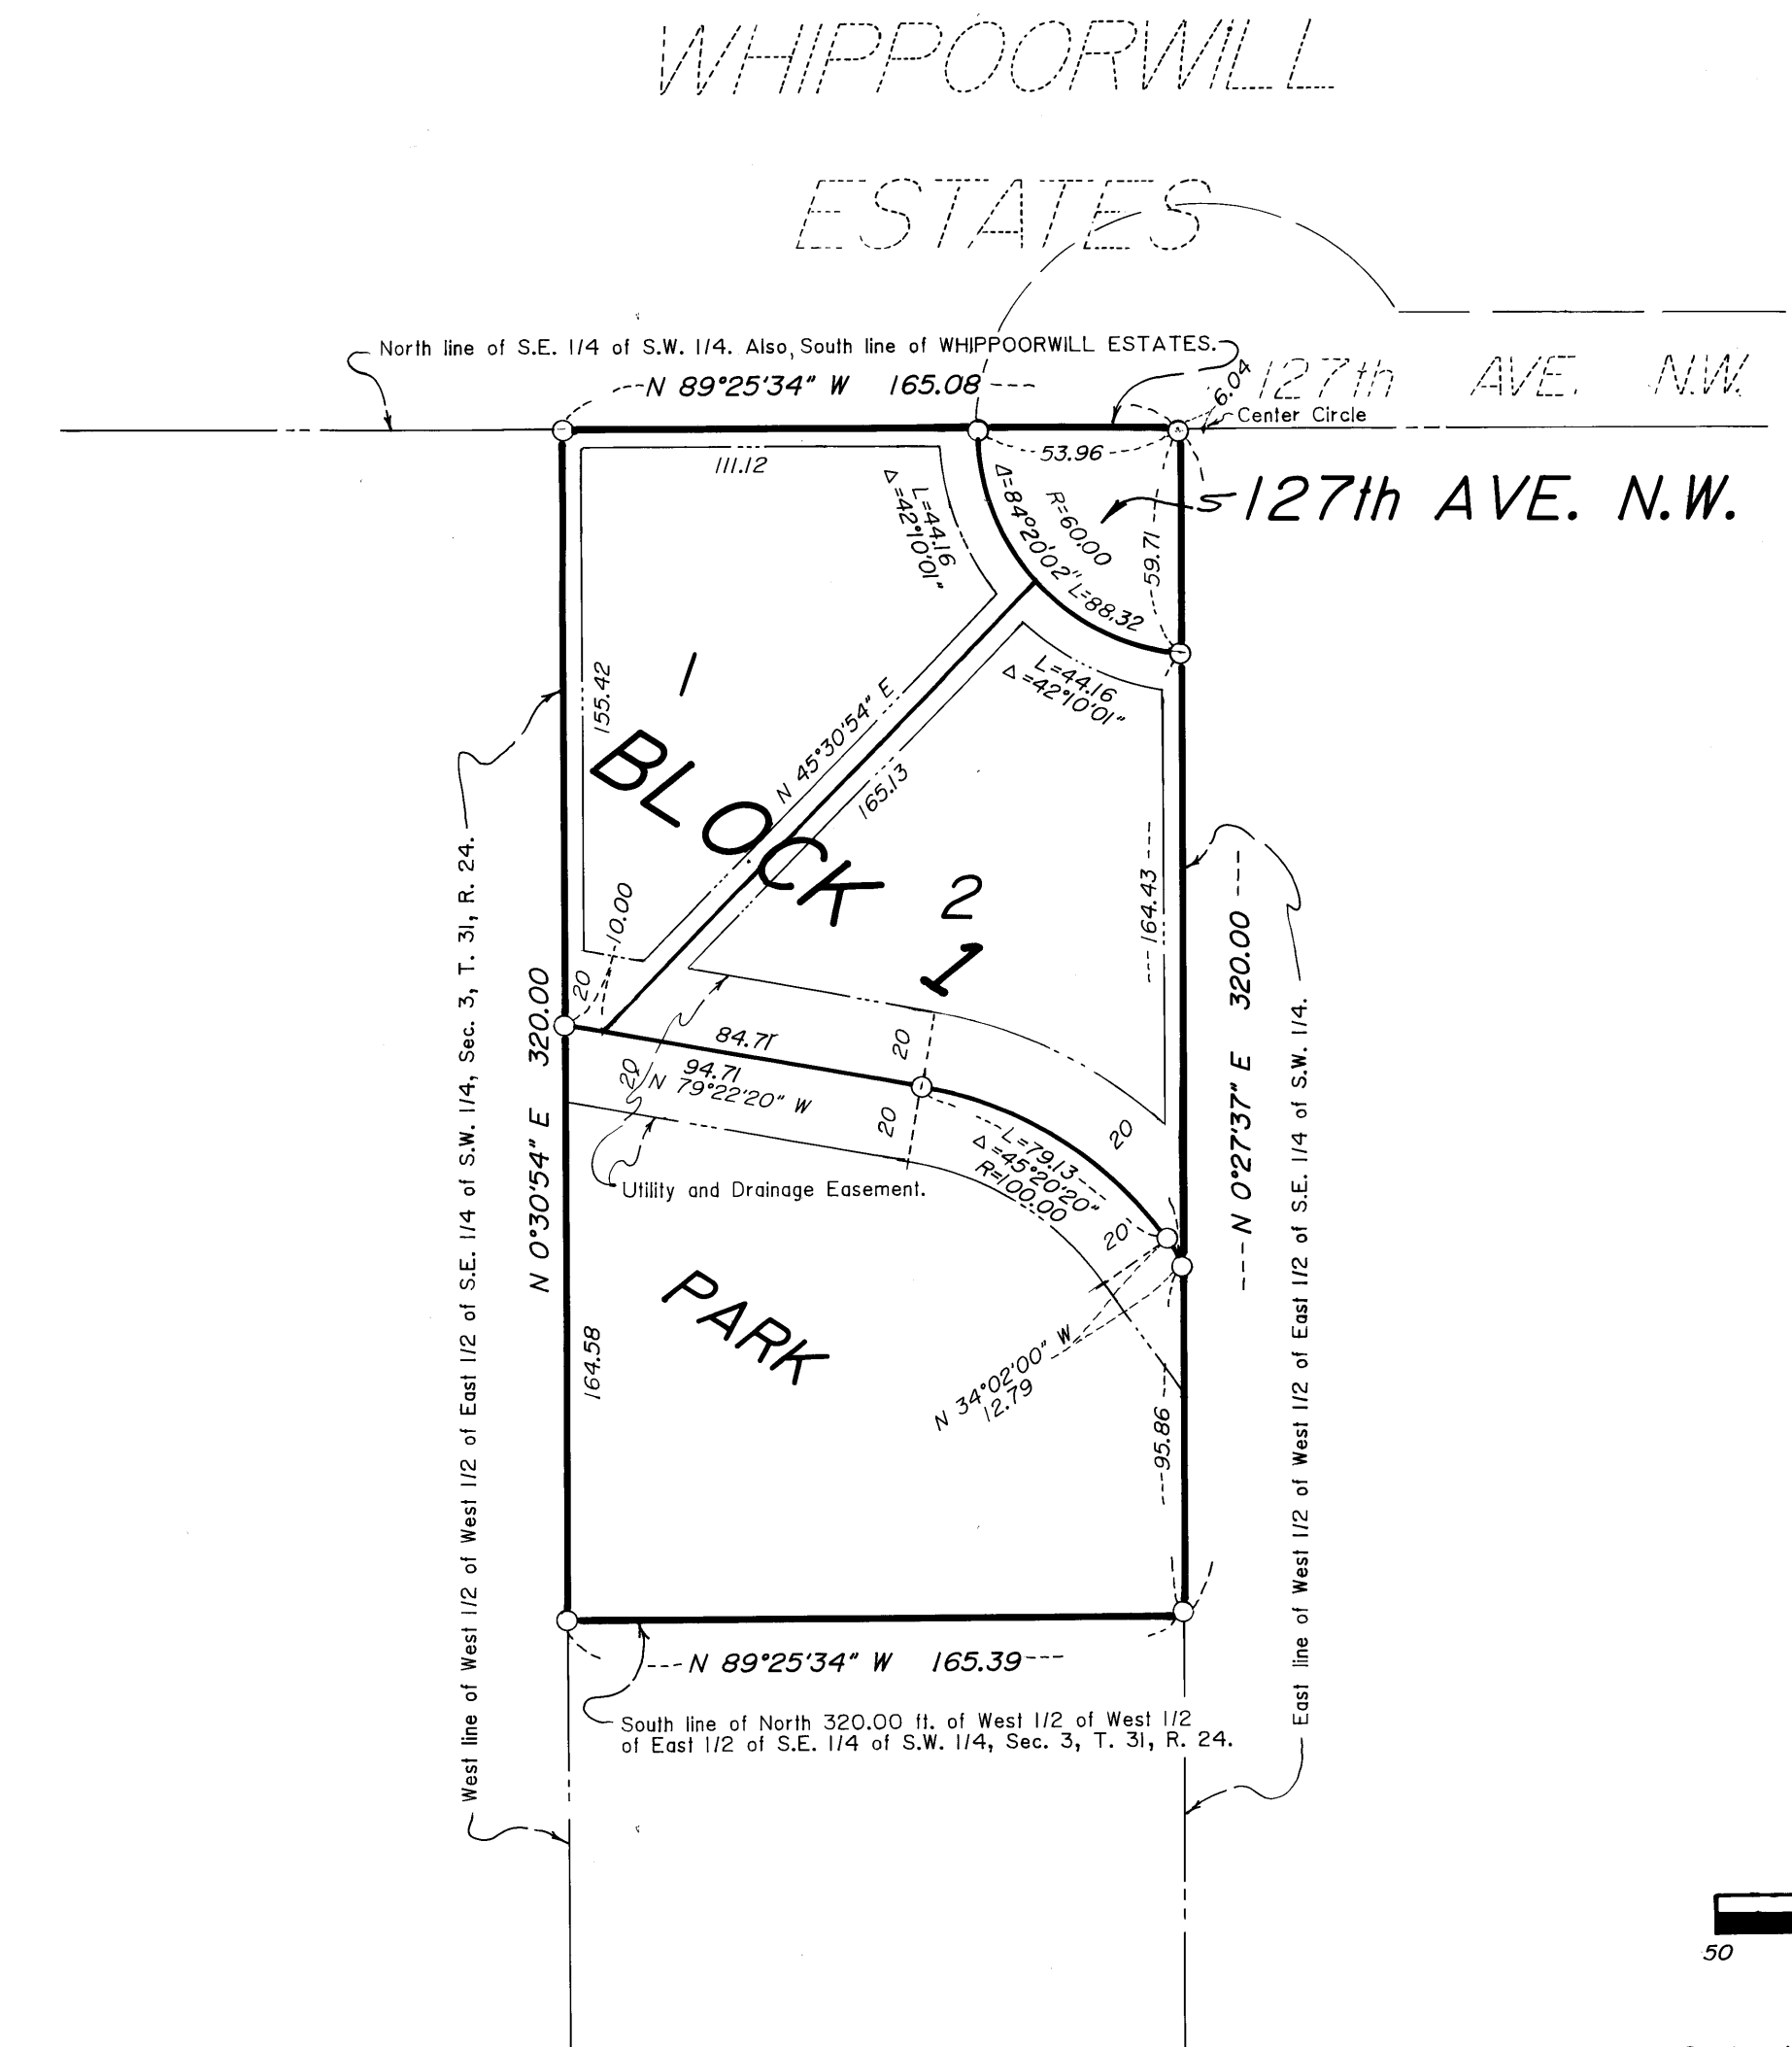 WHIPPOORWILL
ESTATES
North line of S.E. 1/4 of S.W. 1/4. Also, South line of WHIPPOORWILL ESTATES.
N 89°25'34" W 165.08
6.04
127th AVE. N.W.
Center Circle
53.96
111.12
127th AVE. N.W.
L=44.16
Δ=42°10'01"
Δ=84°20'02" L=88.32
R=60.00
59.71
155.42
1
L=44.16
Δ=42°10'01"
N 45°30'54" E
165.13
BLOCK 1
2
164.43
10.00
20
N 0°30'54" E 320.00
N 0°27'37" E 320.00
84.71
94.71
N 79°22'20" W
20
20
20
20
L=79.13
Δ=45°20'20"
R=100.00
20
Utility and Drainage Easement.
PARK
N 34°02'00" W
12.79
164.58
95.86
West line of West 1/2 of West 1/2 of East 1/2 of S.E. 1/4 of S.W. 1/4, Sec. 3, T. 31, R. 24.
East line of West 1/2 of West 1/2 of East 1/2 of S.E. 1/4 of S.W. 1/4.
N 89°25'34" W 165.39
South line of North 320.00 ft. of West 1/2 of West 1/2
of East 1/2 of S.E. 1/4 of S.W. 1/4, Sec. 3, T. 31, R. 24.
50